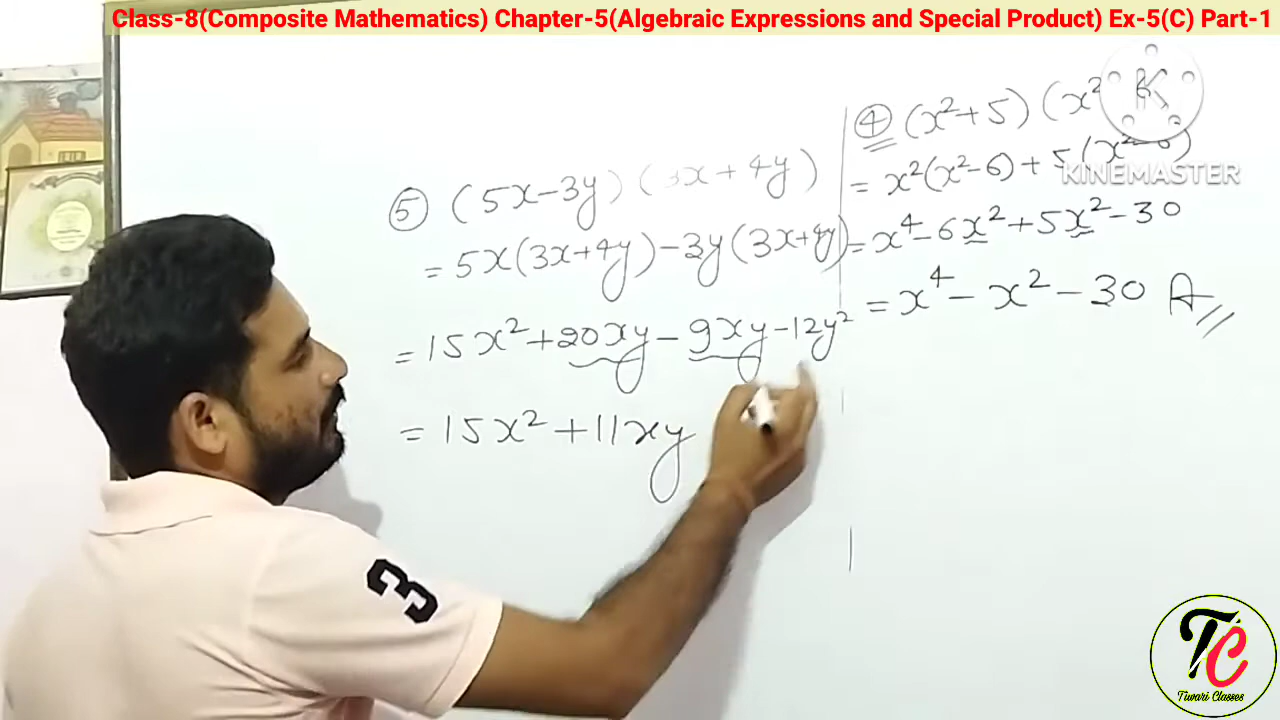 Class-8(Composite Mathematics) Chapter-5(Algebraic Expressions and Special Product) Ex-5(C) Part-1
⑤ (5x-3y) (3x+4y)
= 5x(3x+4y)-3y(3x+4y)
= 15x²+20xy-9xy-12y²
= 15x²+11xy
④ (x²+5) (x²
= x²(x²-6)+5(x²-6)
= x⁴-6x²+5x²-30
= x⁴-x²-30 A
K
KINEMASTER
3
TC
Tiwari Classes